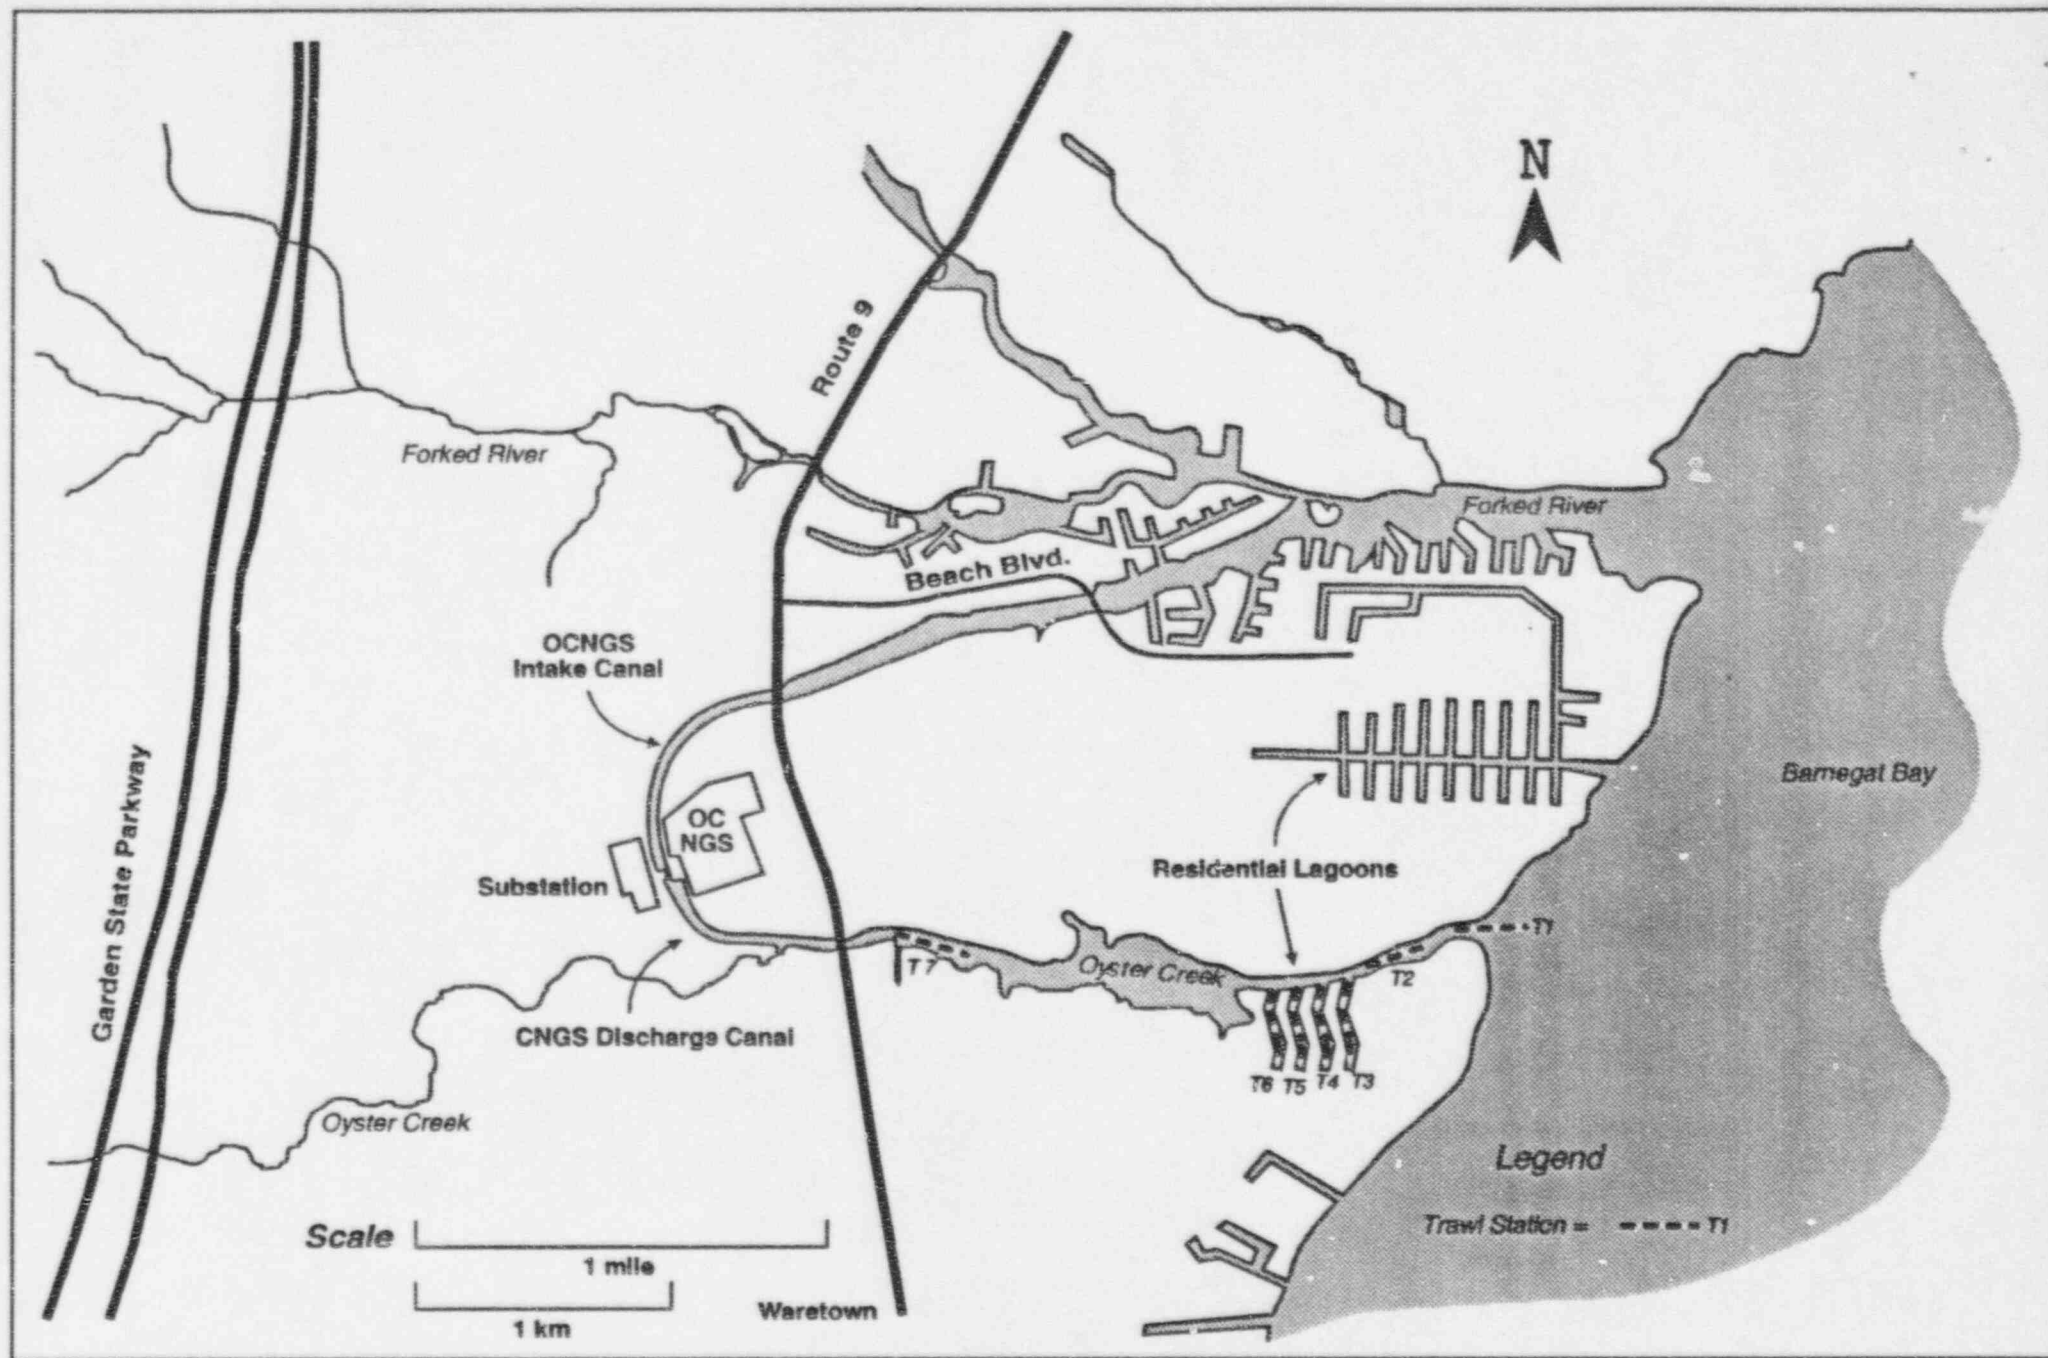 N
Route 9
Forked River
Forked River
Beach Blvd.
OCNGS
Intake Canal
Garden State Parkway
Barnegat Bay
OC
NGS
Substation
Residential Lagoons
T1
T7
Oyster Creek
T2
CNGS Discharge Canal
T6 T5 T4 T3
Oyster Creek
Legend
Trawl Station = T1
Scale
1 mile
1 km
Waretown